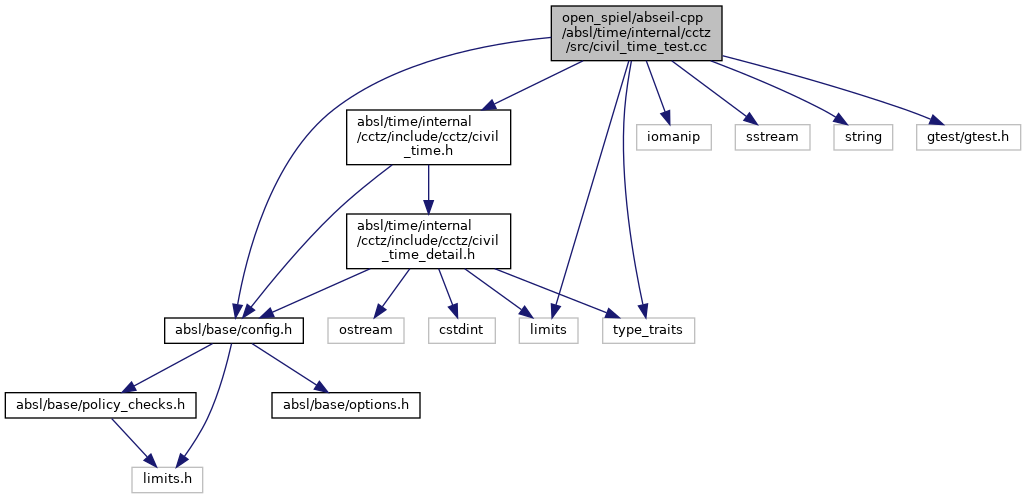 open_spiel/abseil-cpp
/absl/time/internal/cctz
/src/civil_time_test.cc
absl/time/internal
/cctz/include/cctz/civil
_time.h
iomanip
sstream
string
gtest/gtest.h
absl/time/internal
/cctz/include/cctz/civil
_time_detail.h
absl/base/config.h
ostream
cstdint
limits
type_traits
absl/base/policy_checks.h
absl/base/options.h
limits.h